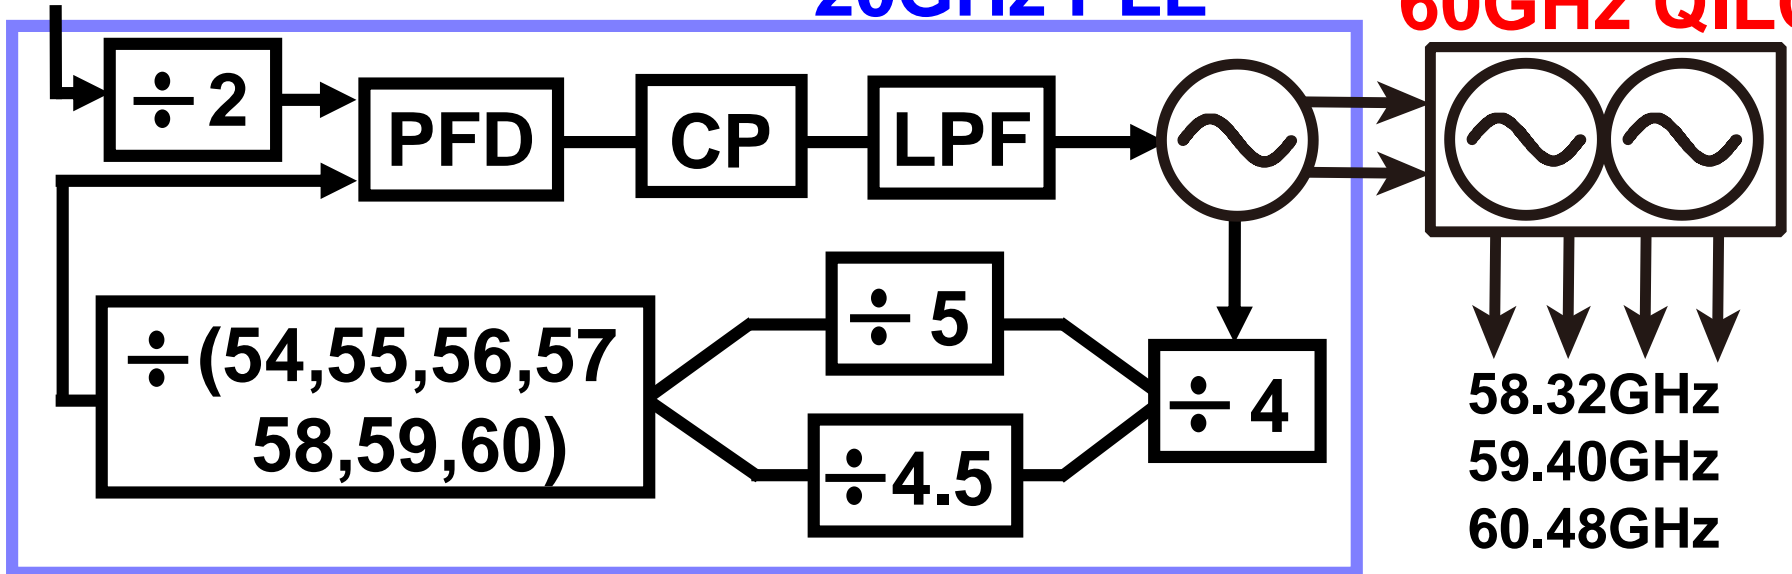 ÷ 2
PFD
CP
LPF
÷ (54,55,56,57
58,59,60)
÷ 5
÷ 4.5
÷ 4
58.32GHz
59.40GHz
60.48GHz